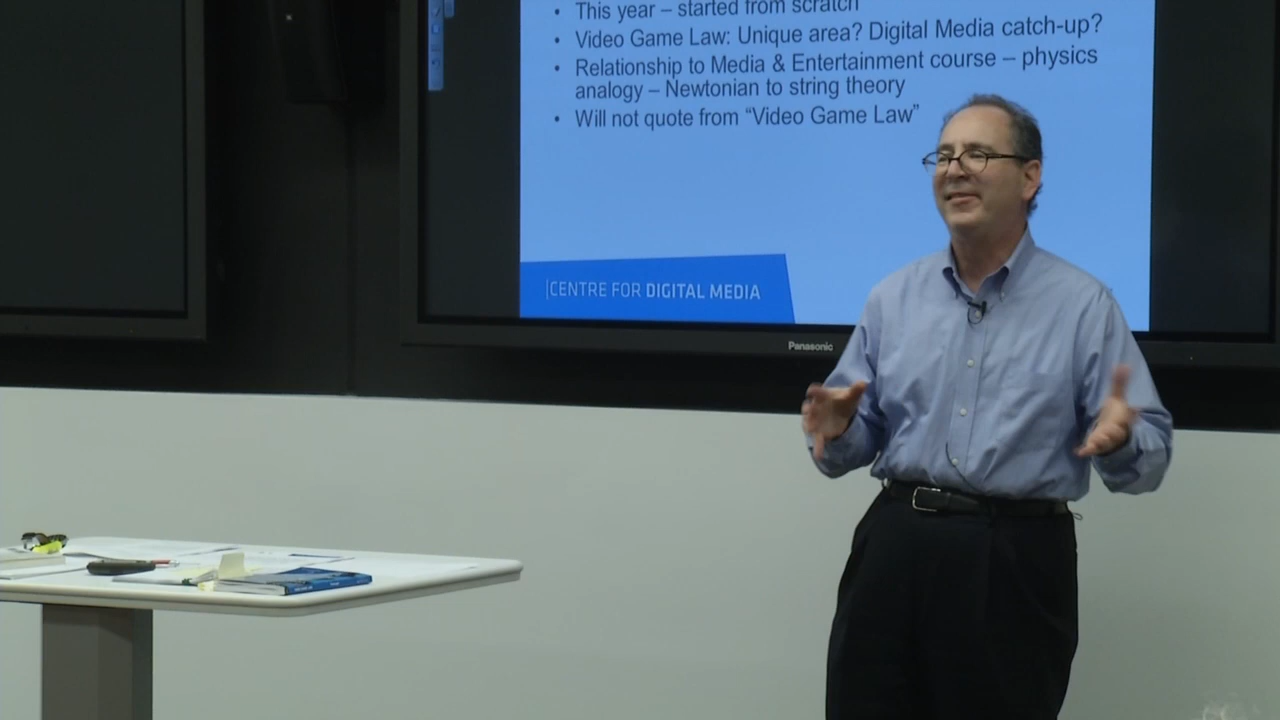 • This year – started from scratch
• Video Game Law: Unique area? Digital Media catch-up?
• Relationship to Media & Entertainment course – physics
analogy – Newtonian to string theory
• Will not quote from “Video Game Law”
|CENTRE FOR DIGITAL MEDIA
Panasonic